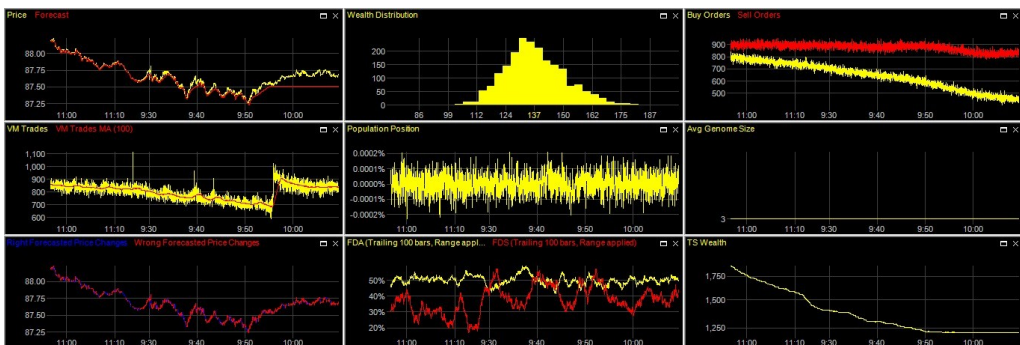 Price Forecast
88.00
87.75
87.50
87.25
11:00 11:10 9:30 9:40 9:50 10:00
Wealth Distribution
200
150
100
50
0
86 99 112 124 137 150 162 175 187
Buy Orders Sell Orders
900
800
700
600
500
11:00 11:10 9:30 9:40 9:50 10:00
VM Trades VM Trades MA (100)
1,100
1,000
900
800
700
600
11:00 11:10 9:30 9:40 9:50 10:00
Population Position
0.0002%
0.0001%
0.0000%
-0.0001%
-0.0002%
11:00 11:10 9:30 9:40 9:50 10:00
Avg Genome Size
3
11:00 11:10 9:30 9:40 9:50 10:00
Right Forecasted Price Changes Wrong Forecasted Price Changes
88.00
87.75
87.50
87.25
11:00 11:10 9:30 9:40 9:50 10:00
FDA (Trailing 100 bars, Range appl... FDS (Trailing 100 bars, Range applied)
50%
40%
30%
20%
11:00 11:10 9:30 9:40 9:50 10:00
TS Wealth
1,750
1,500
1,250
11:00 11:10 9:30 9:40 9:50 10:00